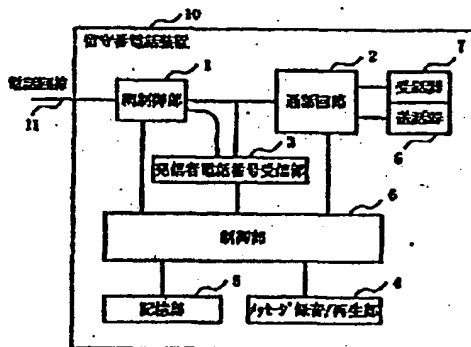 10
留守番電話装置
電話回線
11
1
網制御部
2
通話回路
7
受話器
送話器
6
3
発信者電話番号受信部
6
制御部
5
記憶部
4
メッセージ録音/再生部